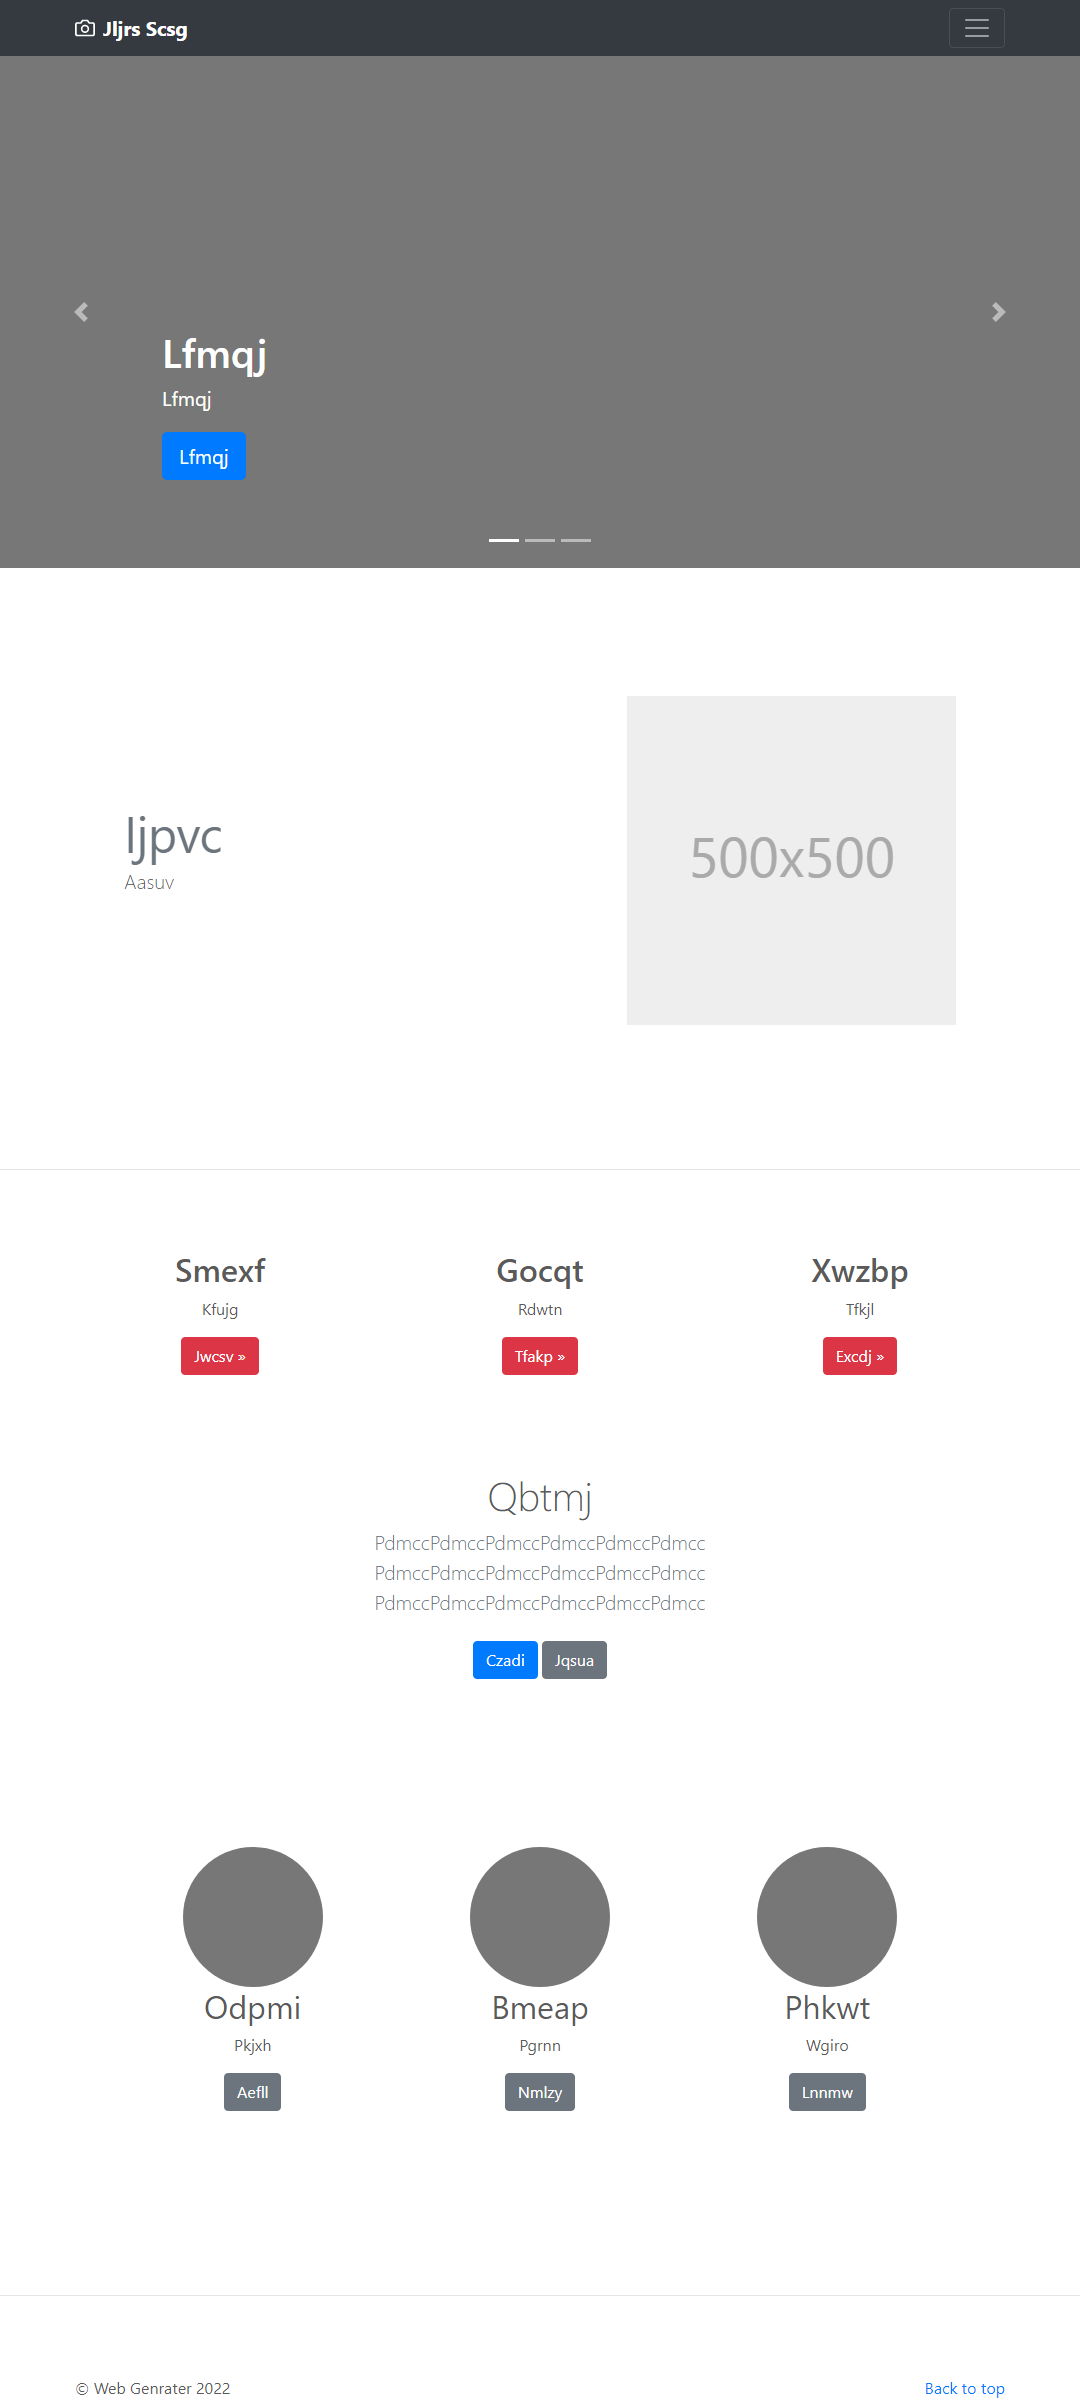 Jljrs Scsg
Lfmqj
Lfmqj
Lfmqj
Ijpvc
Aasuv
500x500
Smexf
Kfujg
Jwcsv »
Gocqt
Rdwtn
Tfakp »
Xwzbp
Tfkjl
Excdj »
Qbtmj
PdmccPdmccPdmccPdmccPdmccPdmcc
PdmccPdmccPdmccPdmccPdmccPdmcc
PdmccPdmccPdmccPdmccPdmccPdmcc
Czadi Jqsua
Odpmi
Pkjxh
Aefll
Bmeap
Pgrnn
Nmlzy
Phkwt
Wgiro
Lnnmw
© Web Genrater 2022
Back to top